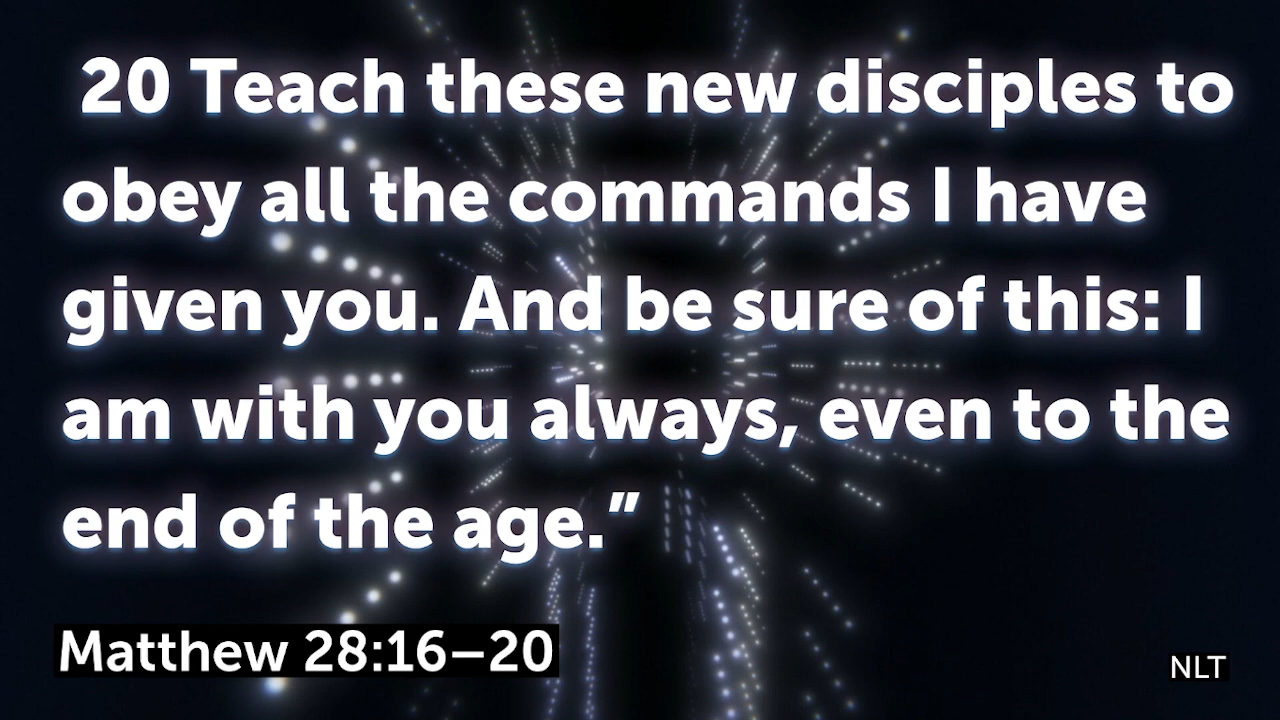 20 Teach these new disciples to
obey all the commands I have
given you. And be sure of this: I
am with you always, even to the
end of the age.”
Matthew 28:16–20
NLT